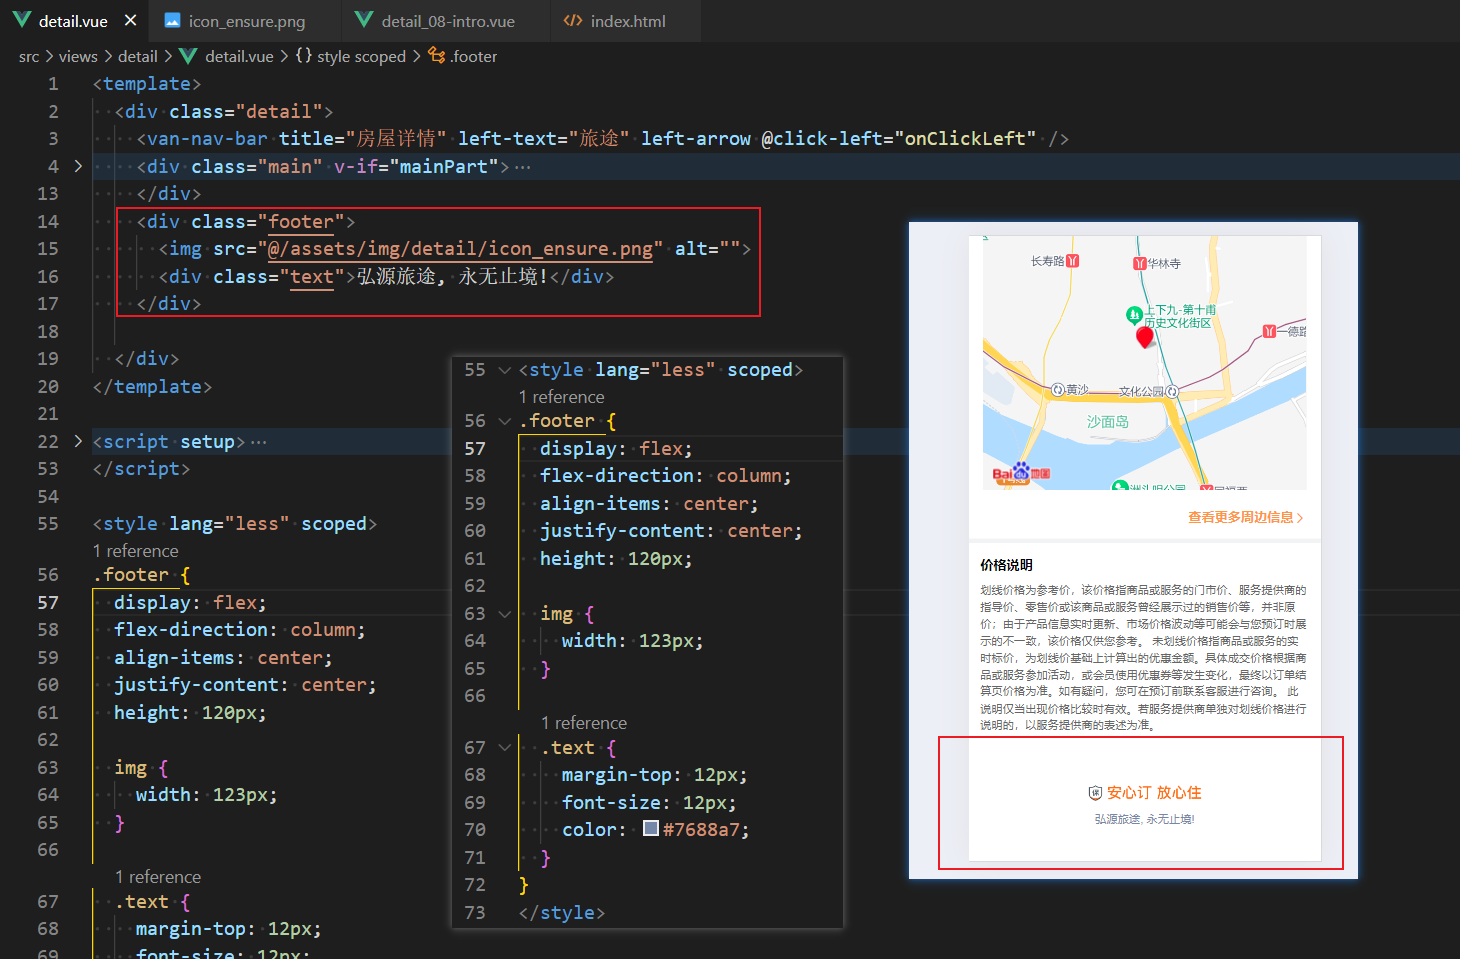 detail.vue
icon_ensure.png
detail_08-intro.vue
index.html
src > views > detail > detail.vue > {} style scoped > .footer
1 <template>
2 <div class="detail">
3 <van-nav-bar title="房屋详情" left-text="旅途" left-arrow @click-left="onClickLeft" />
4 <div class="main" v-if="mainPart">…
13 </div>
14 <div class="footer">
15 <img src="@/assets/img/detail/icon_ensure.png" alt="">
16 <div class="text">弘源旅途, 永无止境!</div>
17 </div>
18
19 </div>
20 </template>
21
22 <script setup>…
53 </script>
54
55 <style lang="less" scoped>
1 reference
56 .footer {
57 display: flex;
58 flex-direction: column;
59 align-items: center;
60 justify-content: center;
61 height: 120px;
62
63 img {
64 width: 123px;
65 }
66
1 reference
67 .text {
68 margin-top: 12px;
69 font-size: 12px;
55 <style lang="less" scoped>
1 reference
56 .footer {
57 display: flex;
58 flex-direction: column;
59 align-items: center;
60 justify-content: center;
61 height: 120px;
62
63 img {
64 width: 123px;
65 }
66
1 reference
67 .text {
68 margin-top: 12px;
69 font-size: 12px;
70 color: #7688a7;
71 }
72 }
73 </style>
长寿路
华林寺
上下九-第十甫
历史文化街区
一德路
黄沙
文化公园
沙面岛
Bai 地图
查看更多周边信息 >
价格说明
划线价格为参考价，该价格指商品或服务的门市价、服务提供商的
指导价、零售价或该商品或服务曾经展示过的销售价等，并非原
价；由于产品信息实时更新、市场价格波动等可能会与您预订时展
示的不一致，该价格仅供您参考。 未划线价格指商品或服务的实
时标价，为划线价基础上计算出的优惠金额。具体成交价格根据商
品或服务参加活动，或会员使用优惠券等发生变化，最终以订单结
算页价格为准。如有疑问，您可在预订前联系客服进行咨询。 此
说明仅当出现价格比较时有效。若服务提供商单独对划线价格进行
说明的，以服务提供商的表述为准。
保 安心订 放心住
弘源旅途, 永无止境!